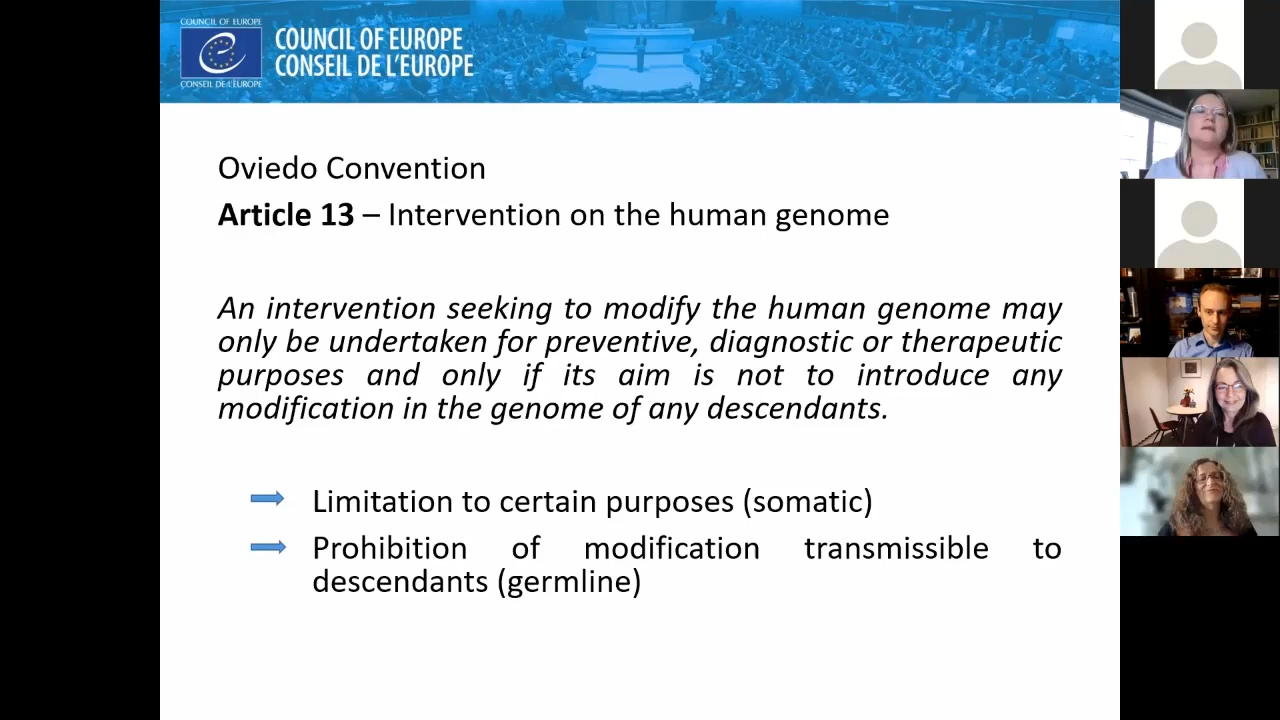 COUNCIL OF EUROPE
CONSEIL DE L'EUROPE
COUNCIL OF EUROPE
CONSEIL DE L'EUROPE
Oviedo Convention
Article 13 – Intervention on the human genome
An intervention seeking to modify the human genome may
only be undertaken for preventive, diagnostic or therapeutic
purposes and only if its aim is not to introduce any
modification in the genome of any descendants.
Limitation to certain purposes (somatic)
Prohibition of modification transmissible to
descendants (germline)